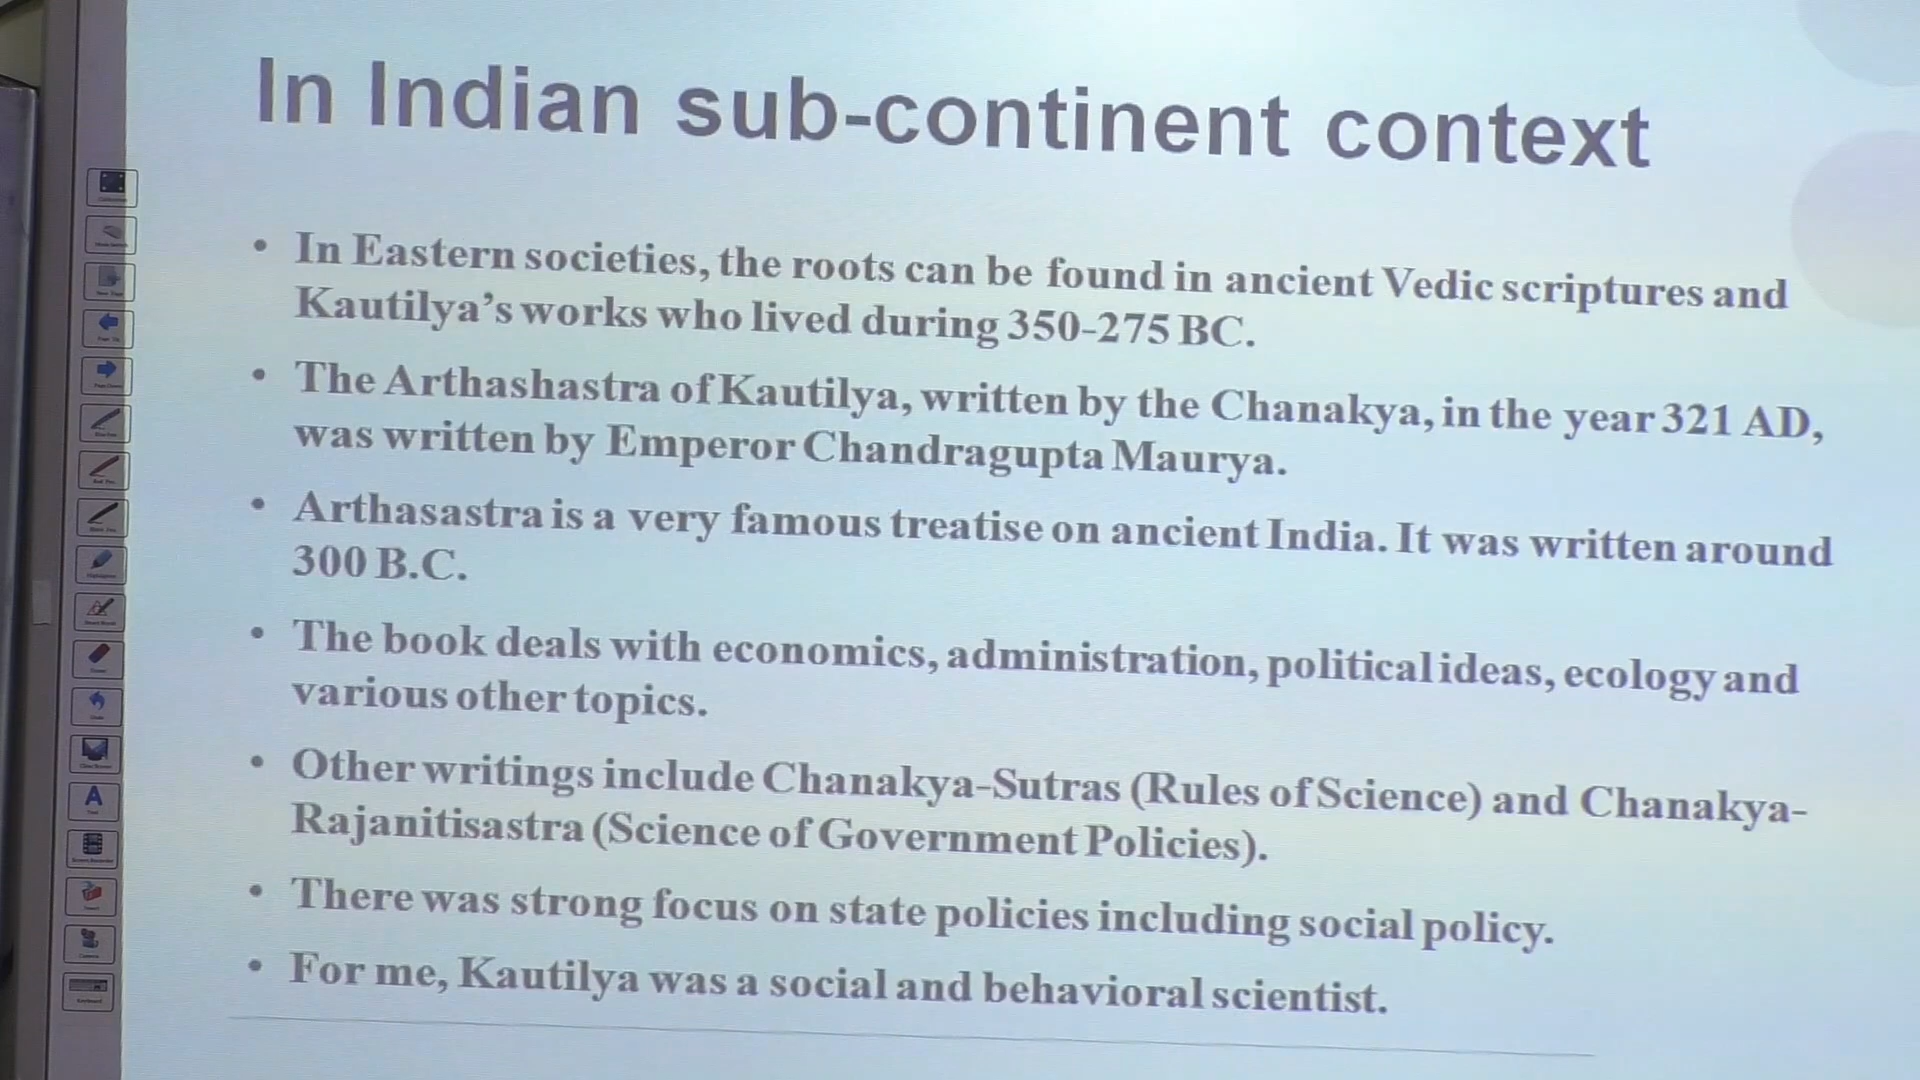 In Indian sub-continent context
• In Eastern societies, the roots can be found in ancient Vedic scriptures and
Kautilya's works who lived during 350-275 BC.
• The Arthashastra of Kautilya, written by the Chanakya, in the year 321 AD,
was written by Emperor Chandragupta Maurya.
• Arthasastra is a very famous treatise on ancient India. It was written around
300 B.C.
• The book deals with economics, administration, political ideas, ecology and
various other topics.
• Other writings include Chanakya-Sutras (Rules of Science) and Chanakya-
Rajanitisastra (Science of Government Policies).
• There was strong focus on state policies including social policy.
• For me, Kautilya was a social and behavioral scientist.